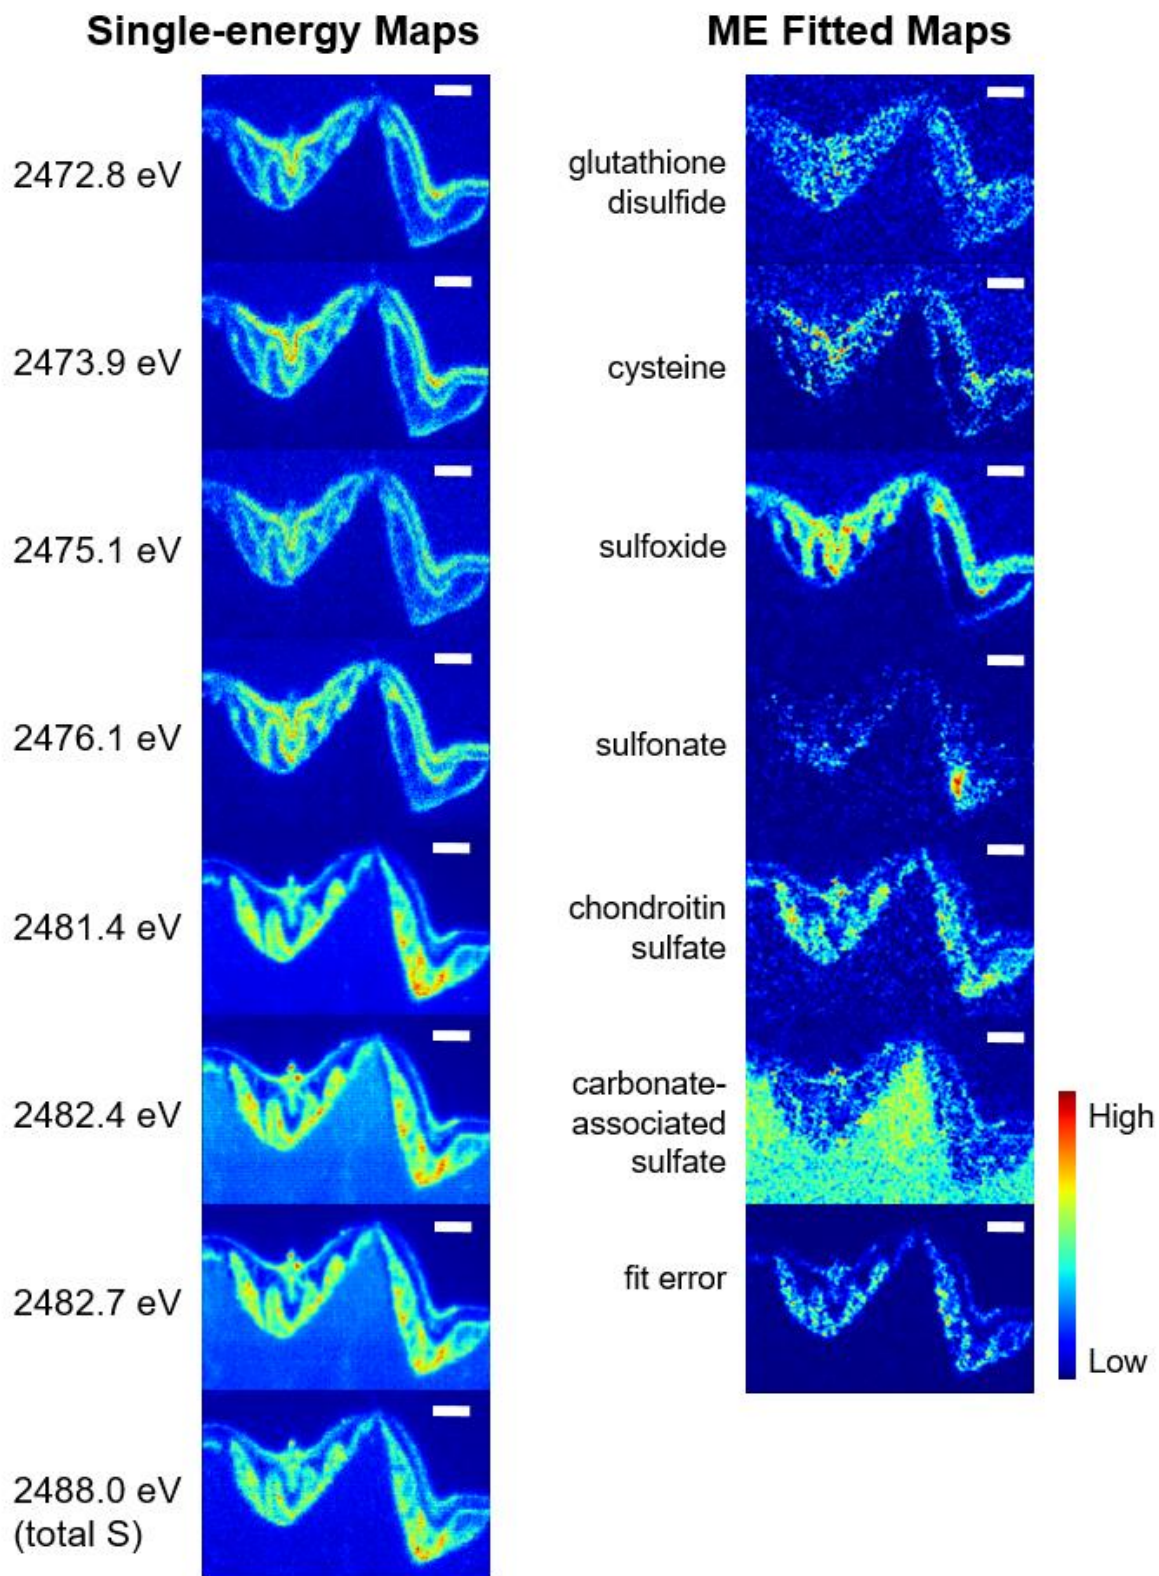 Single-energy Maps
ME Fitted Maps
2472.8 eV
2473.9 eV
2475.1 eV
2476.1 eV
2481.4 eV
2482.4 eV
2482.7 eV
2488.0 eV
(total S)
glutathione
disulfide
cysteine
sulfoxide
sulfonate
chondroitin
sulfate
carbonate-
associated
sulfate
fit error
High
Low